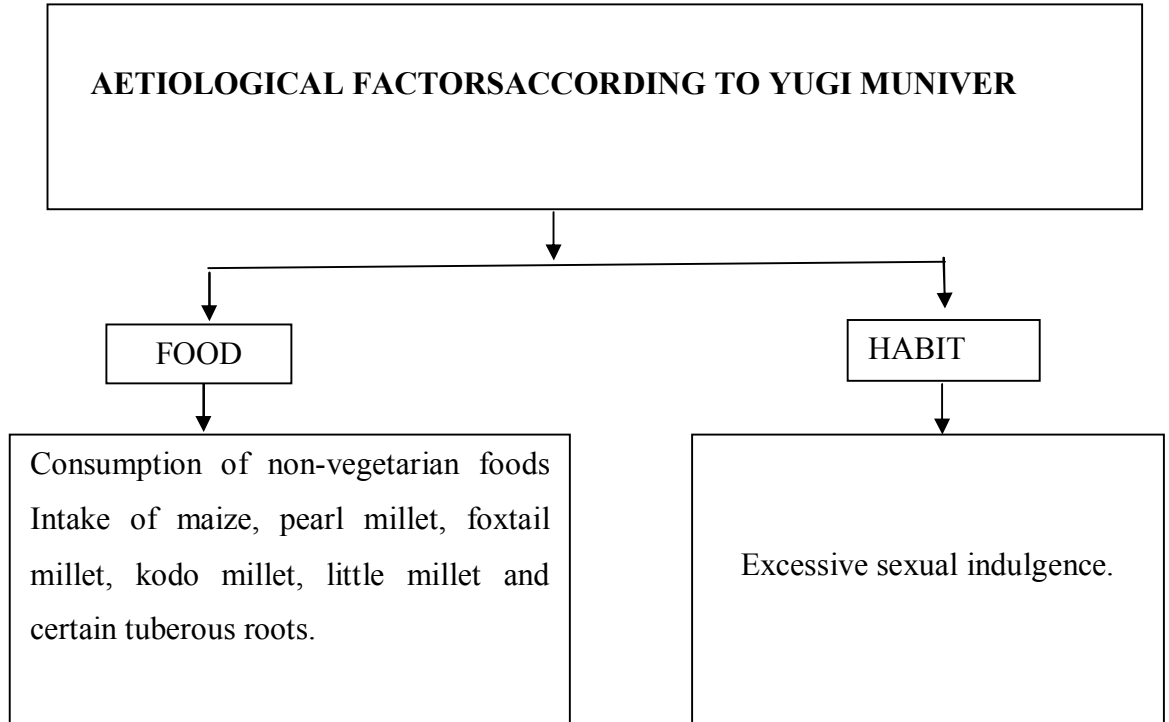 AETIOLOGICAL FACTORSACCORDING TO YUGI MUNIVER
FOOD
HABIT
Consumption of non-vegetarian foods
Intake of maize, pearl millet, foxtail
millet, kodo millet, little millet and
certain tuberous roots.
Excessive sexual indulgence.